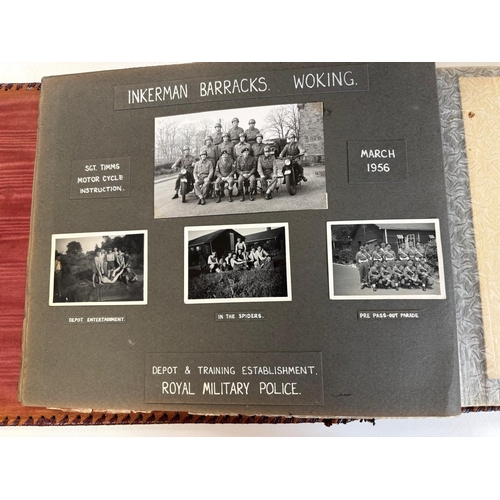 INKERMAN BARRACKS. WOKING.
SGT. TIMMS
MOTOR CYCLE
INSTRUCTION.
MARCH
1956
DEPOT ENTERTAINMENT.
IN THE SPIDERS.
PRE PASS-OUT PARADE
DEPOT & TRAINING ESTABLISHMENT.
ROYAL MILITARY POLICE.